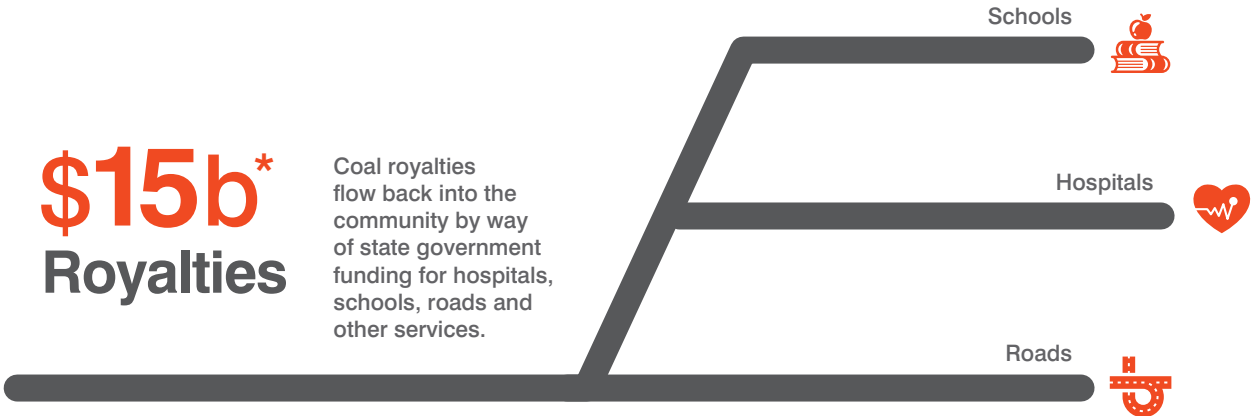 $15b*
Royalties
Coal royalties
flow back into the
community by way
of state government
funding for hospitals,
schools, roads and
other services.
Schools
Hospitals
Roads